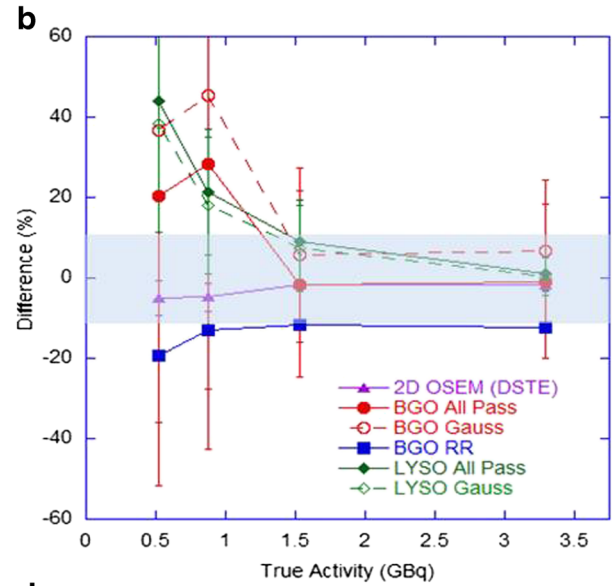 b
60
40
20
0
-20
-40
-60
Difference (%)
2D OSEM (DSTE)
BGO All Pass
BGO Gauss
BGO RR
LYSO All Pass
LYSO Gauss
0 0.5 1 1.5 2 2.5 3 3.5
True Activity (GBq)